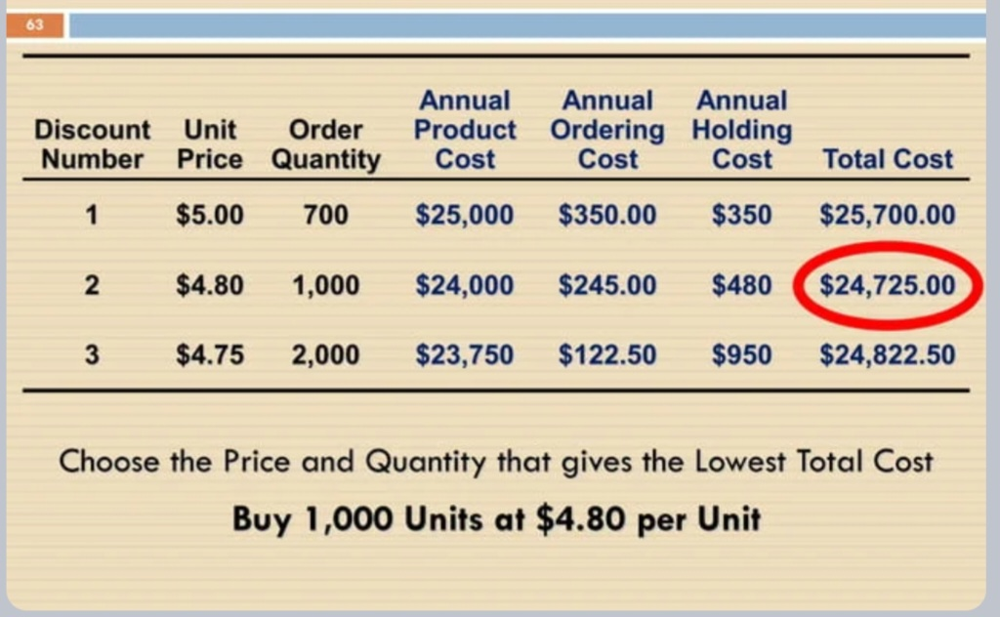 63
Discount Number Unit Price Order Quantity Annual Product Cost Annual Ordering Cost Annual Holding Cost Total Cost
1 $5.00 700 $25,000 $350.00 $350 $25,700.00
2 $4.80 1,000 $24,000 $245.00 $480 $24,725.00
3 $4.75 2,000 $23,750 $122.50 $950 $24,822.50
Choose the Price and Quantity that gives the Lowest Total Cost
Buy 1,000 Units at $4.80 per Unit